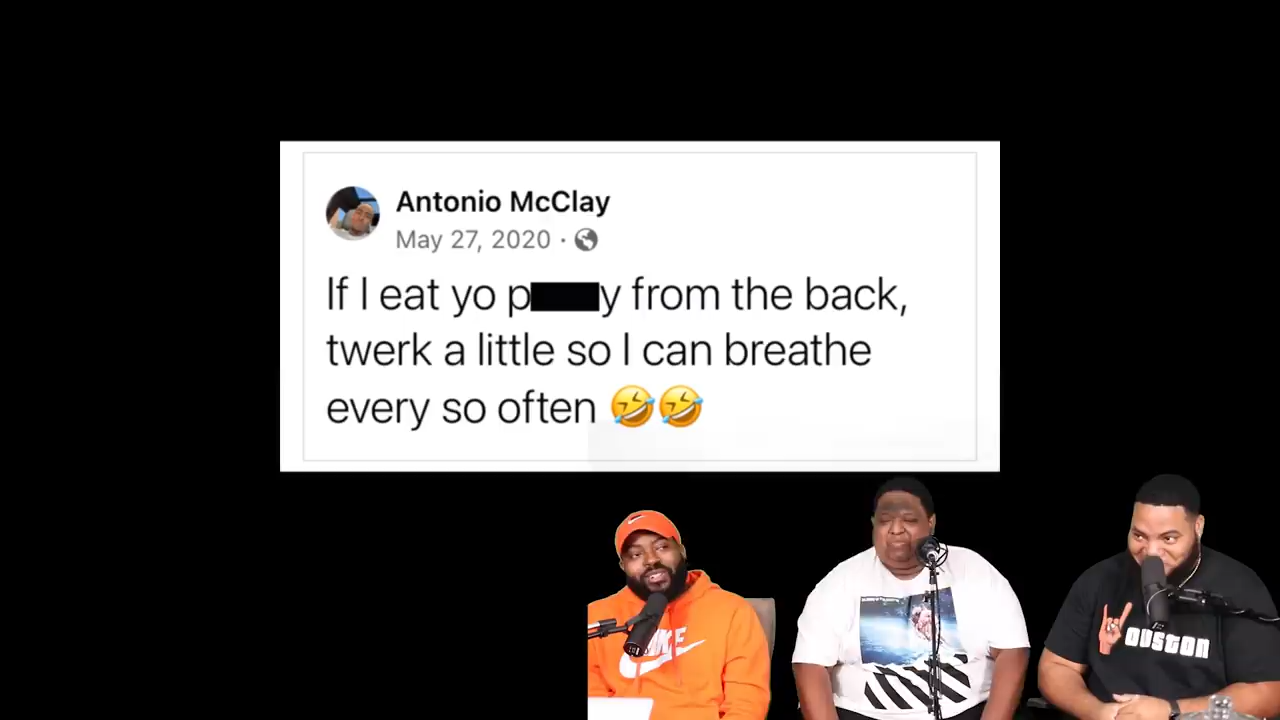 Antonio McClay
May 27, 2020 ·
If I eat yo p y from the back,
twerk a little so I can breathe
every so often 🤣🤣
NIKE
OUSTON